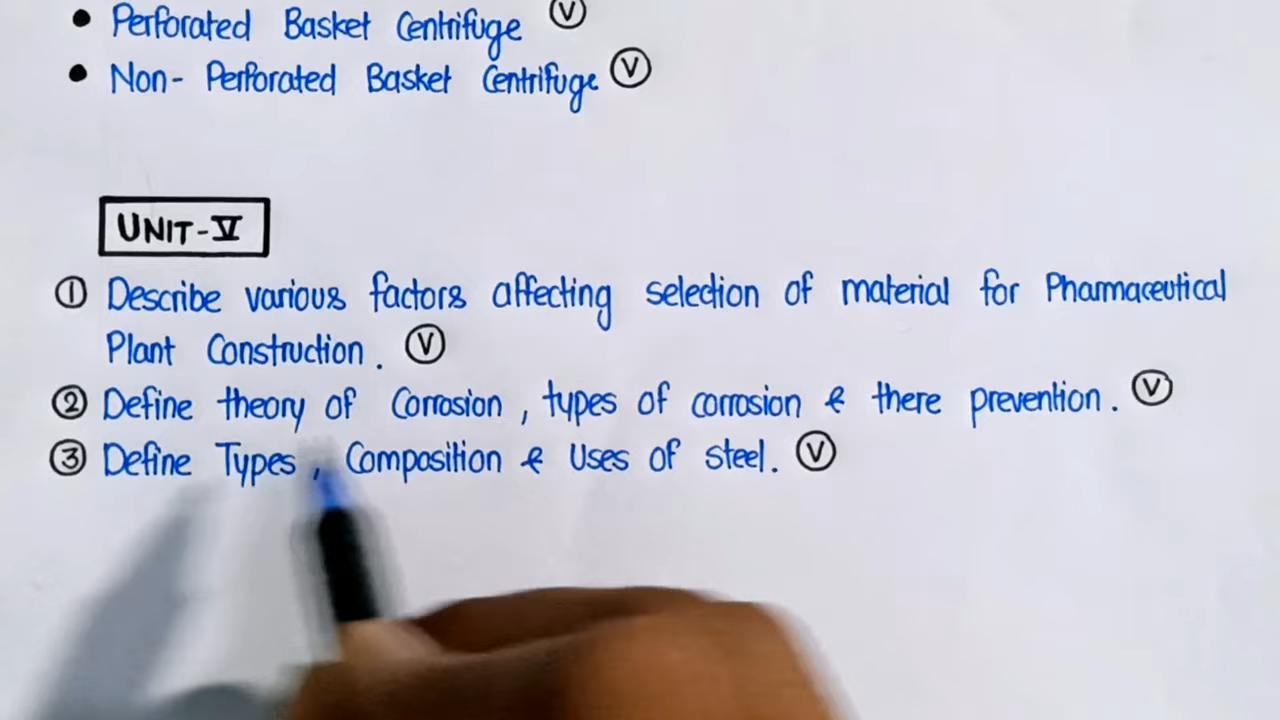 • Perforated Basket Centrifuge Ⓥ
• Non- Perforated Basket Centrifuge Ⓥ
UNIT-V
① Describe various factors affecting selection of material for Pharmaceutical
Plant Construction. Ⓥ
② Define theory of Corrosion, types of corrosion & there prevention. Ⓥ
③ Define Types, Composition & Uses of steel. Ⓥ